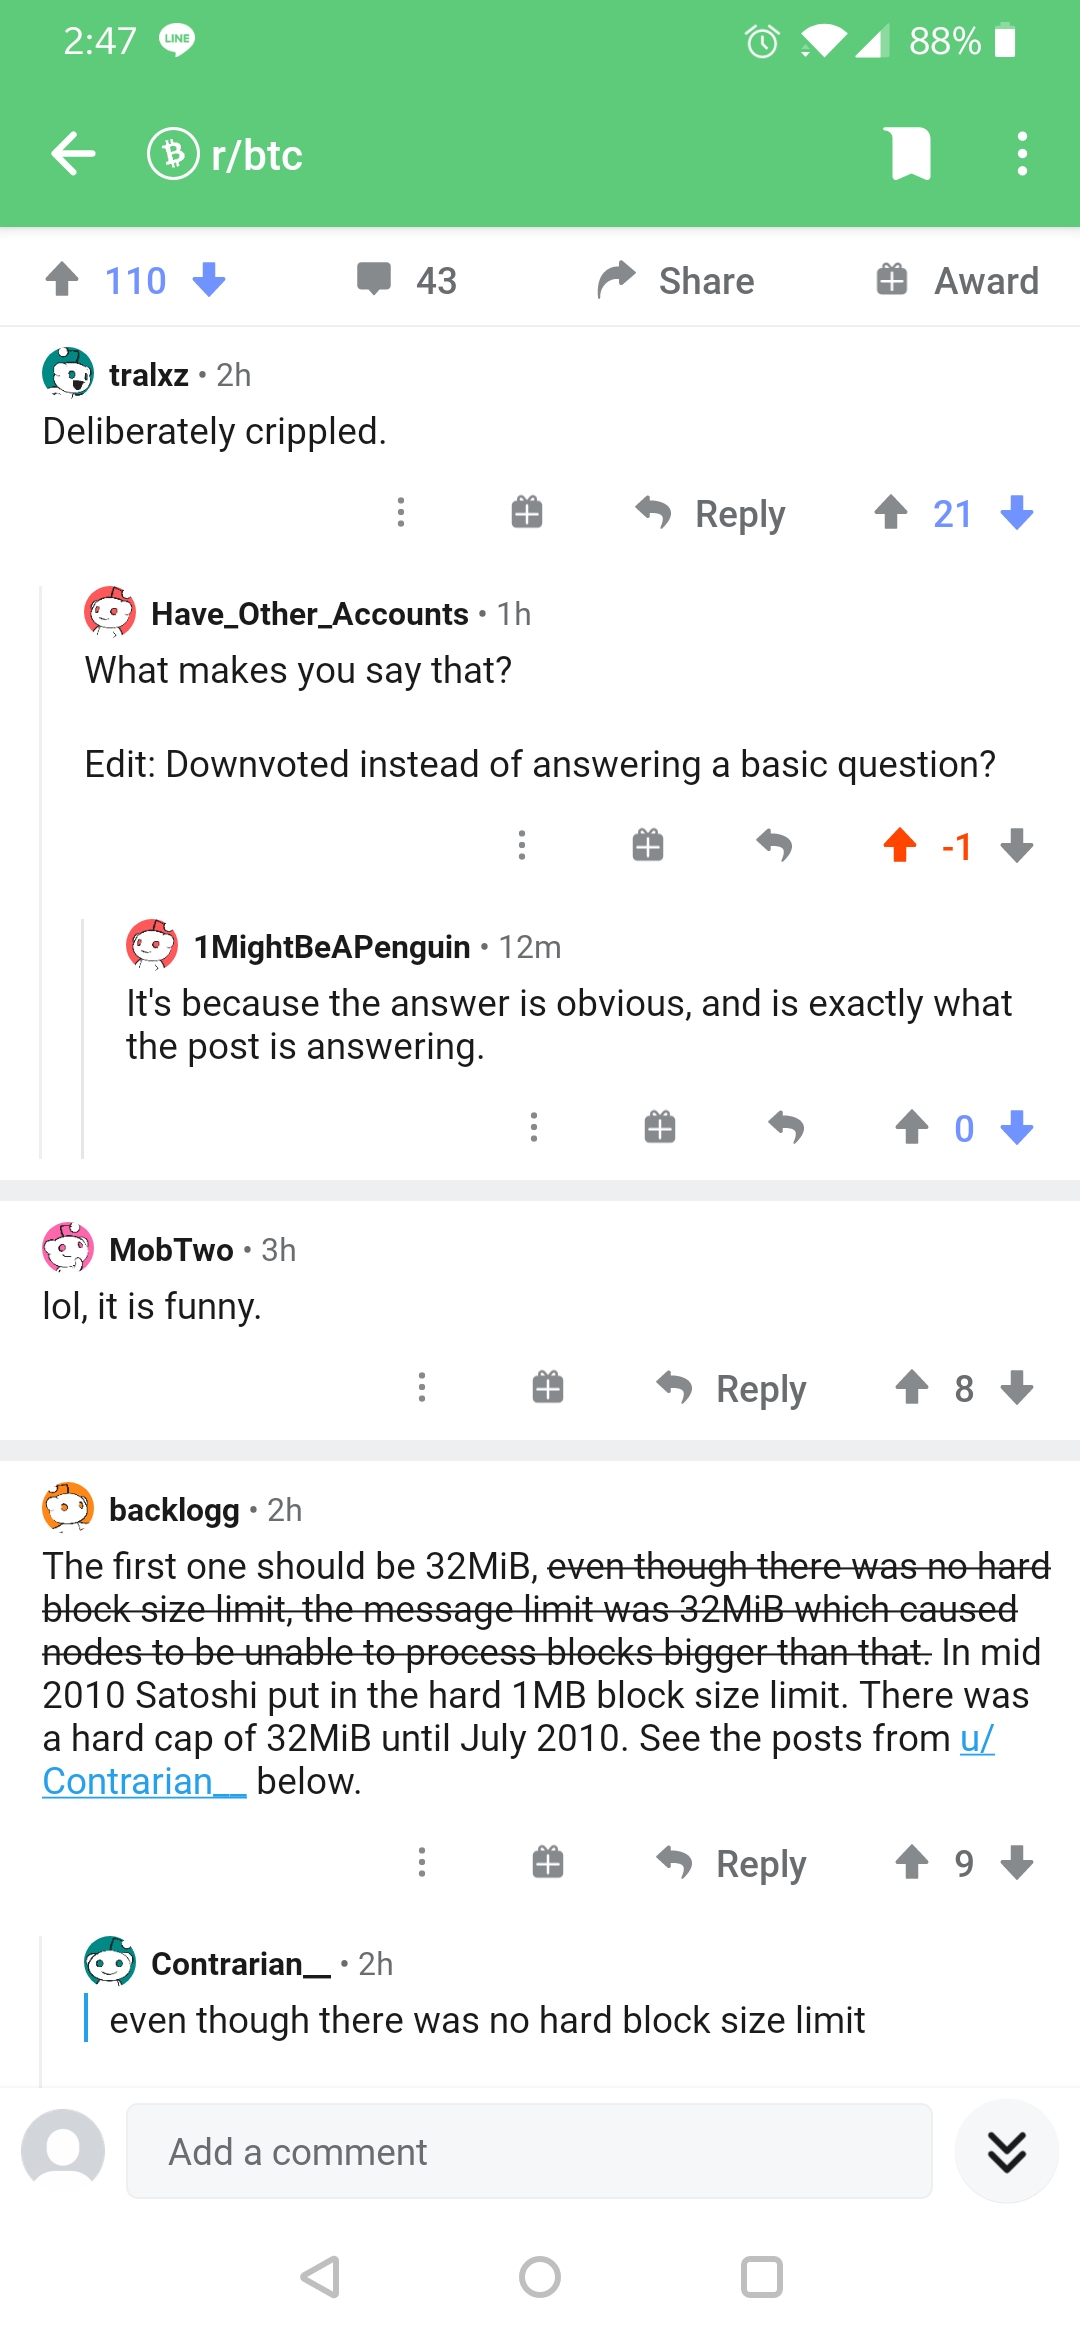 2:47 LINE 88%
r/btc
110 43 Share Award
tralxz • 2h
Deliberately crippled.
Reply 21
Have_Other_Accounts • 1h
What makes you say that?
Edit: Downvoted instead of answering a basic question?
-1
1MightBeAPenguin • 12m
It's because the answer is obvious, and is exactly what
the post is answering.
0
MobTwo • 3h
lol, it is funny.
Reply 8
backlogg • 2h
The first one should be 32MiB, even though there was no hard
block size limit, the message limit was 32MiB which caused
nodes to be unable to process blocks bigger than that. In mid
2010 Satoshi put in the hard 1MB block size limit. There was
a hard cap of 32MiB until July 2010. See the posts from u/
Contrarian__ below.
Reply 9
Contrarian__ • 2h
even though there was no hard block size limit
Add a comment